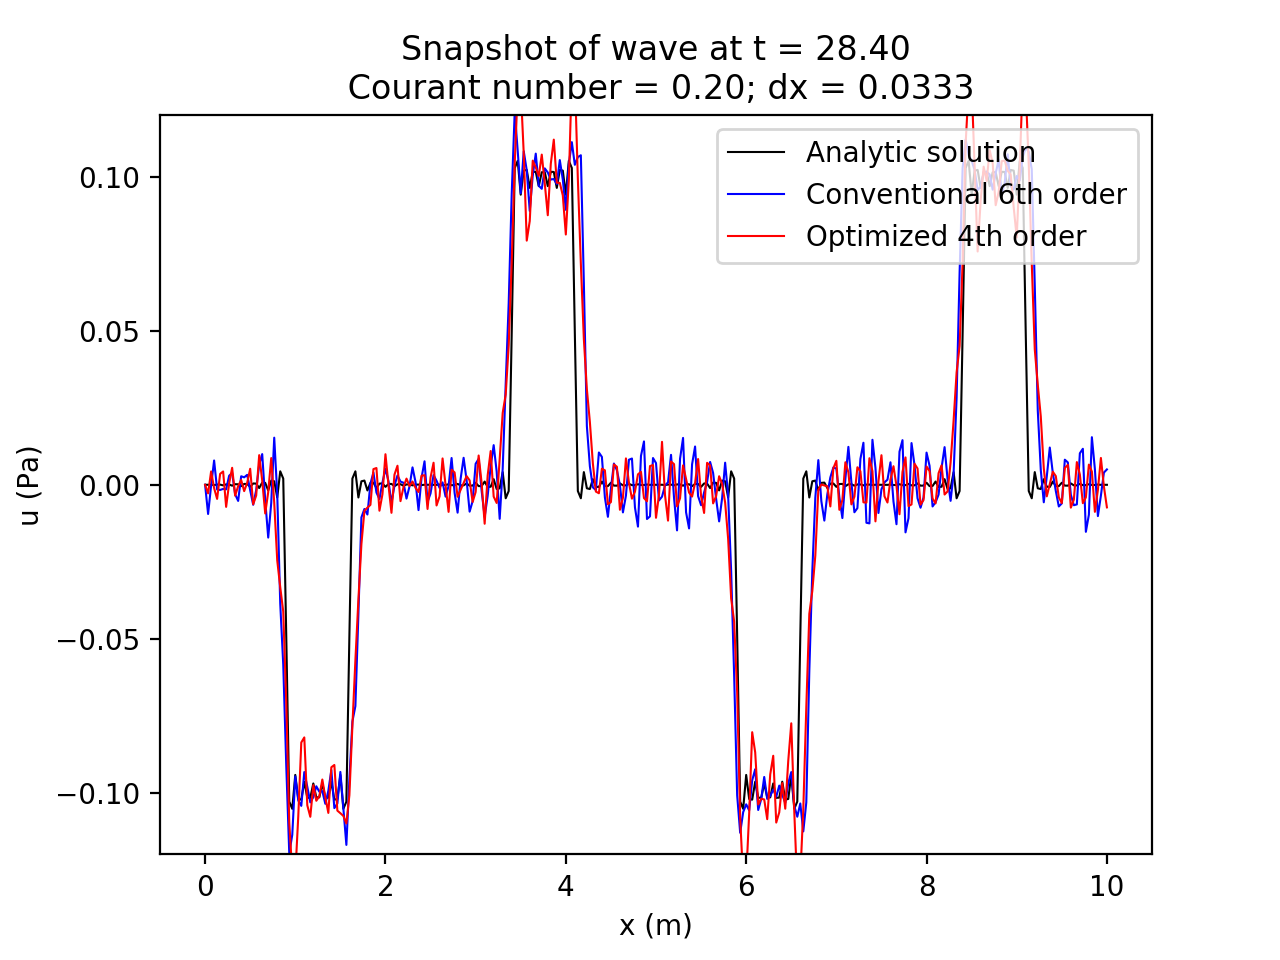 Snapshot of wave at t = 28.40
Courant number = 0.20; dx = 0.0333
Analytic solution
Conventional 6th order
Optimized 4th order
0.10
0.05
0.00
−0.05
−0.10
u (Pa)
0 2 4 6 8 10
x (m)